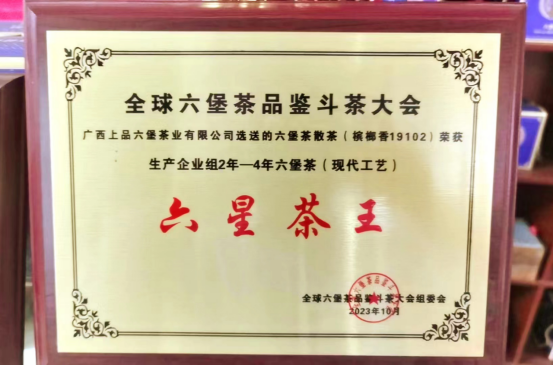 全球六堡茶品鉴斗茶大会
广西上品六堡茶业有限公司选送的六堡茶散茶（槟榔香19102）荣获
生产企业组2年—4年六堡茶（现代工艺）
六星茶王
全球六堡茶品鉴斗茶大会组委会
2023年10月